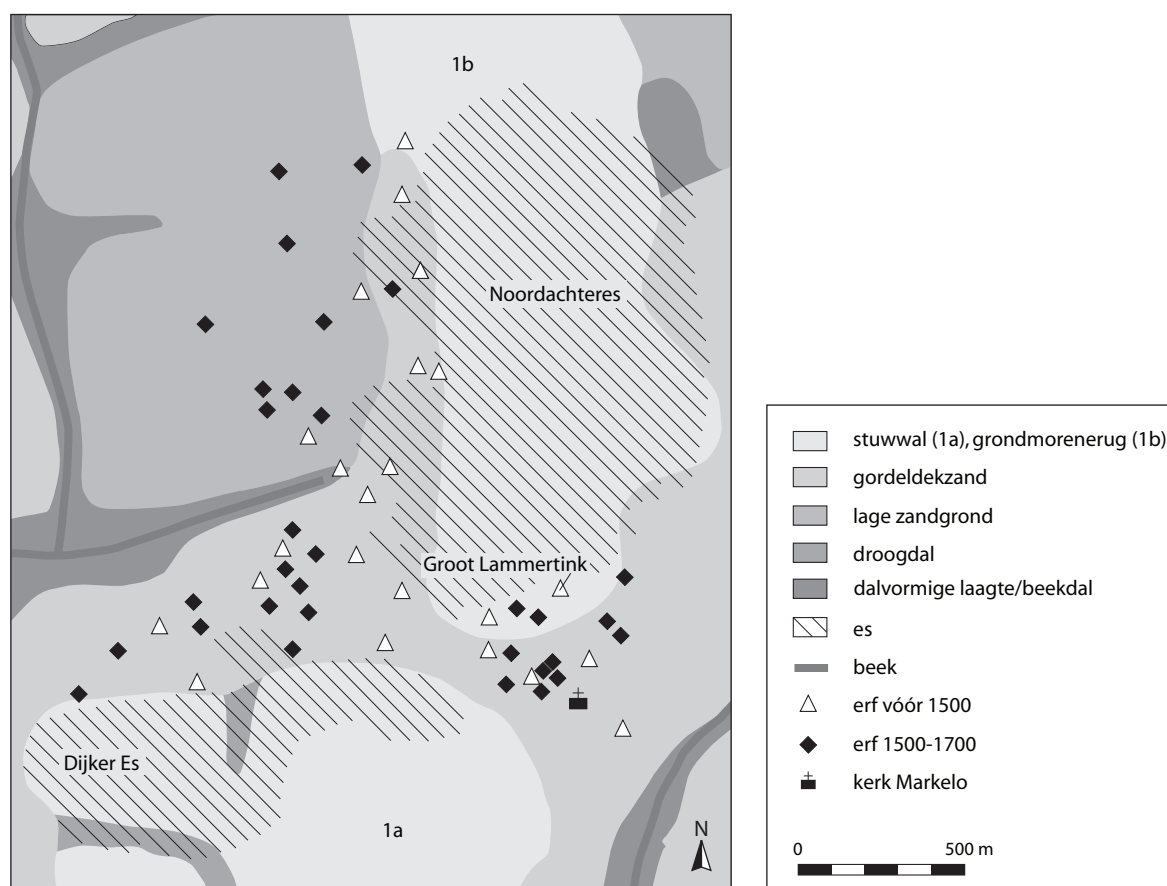 1b
Noordachteres
Groot Lammertink
Dijker Es
1a
N
stuwwal (1a), grondmorenerug (1b)
gordeldekzand
lage zandgrond
droogdal
dalvormige laagte/beekdal
es
beek
erf vóór 1500
erf 1500-1700
kerk Markelo
0 500 m